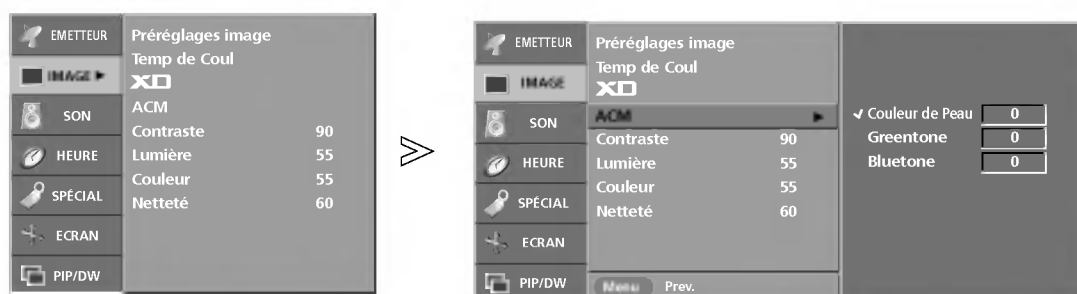 EMETTEUR
IMAGE
SON
HEURE
SPÉCIAL
ECRAN
PIP/DW
Préréglages image
Temp de Coul
XD
ACM
Contraste 90
Lumière 55
Couleur 55
Netteté 60
EMETTEUR
IMAGE
SON
HEURE
SPÉCIAL
ECRAN
PIP/DW
Préréglages image
Temp de Coul
XD
ACM
Contraste 90
Lumière 55
Couleur 55
Netteté 60
Menu Prev.
Couleur de Peau 0
Greentone 0
Bluetone 0